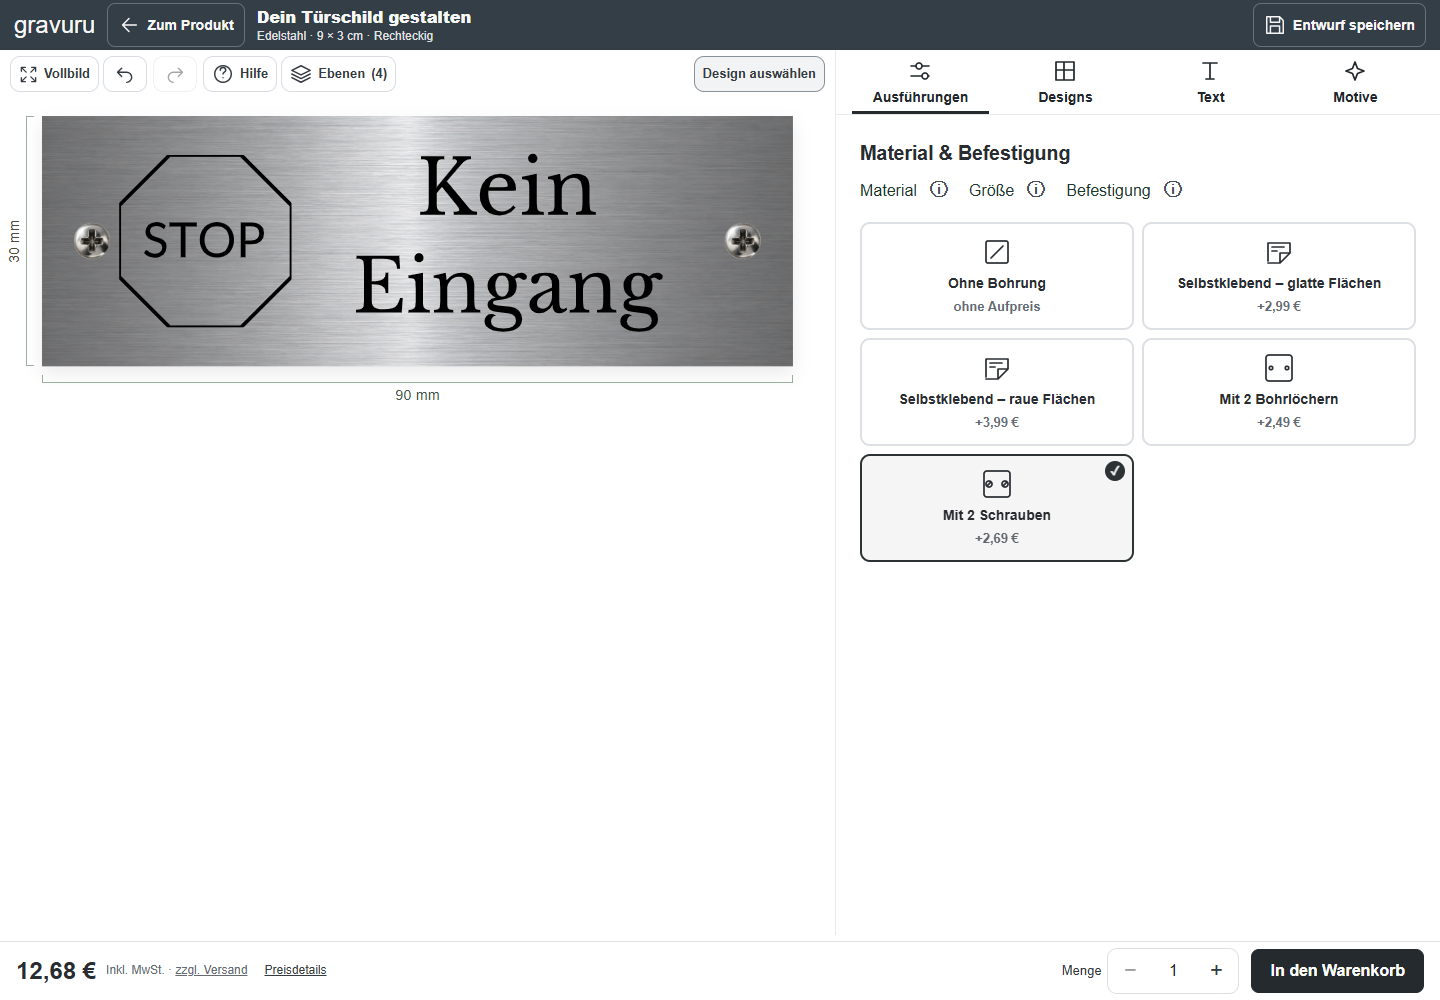 gravuru
Zum Produkt
Dein Türschild gestalten
Edelstahl · 9 × 3 cm · Rechteckig
Entwurf speichern
Vollbild
Hilfe
Ebenen (4)
Design auswählen
Ausführungen
Designs
Text
Motive
STOP
Kein
Eingang
30 mm
90 mm
Material & Befestigung
Material
Größe
Befestigung
Ohne Bohrung
ohne Aufpreis
Selbstklebend – glatte Flächen
+2,99 €
Selbstklebend – raue Flächen
+3,99 €
Mit 2 Bohrlöchern
+2,49 €
Mit 2 Schrauben
+2,69 €
12,68 € Inkl. MwSt. · zzgl. Versand Preisdetails
Menge − 1 +
In den Warenkorb